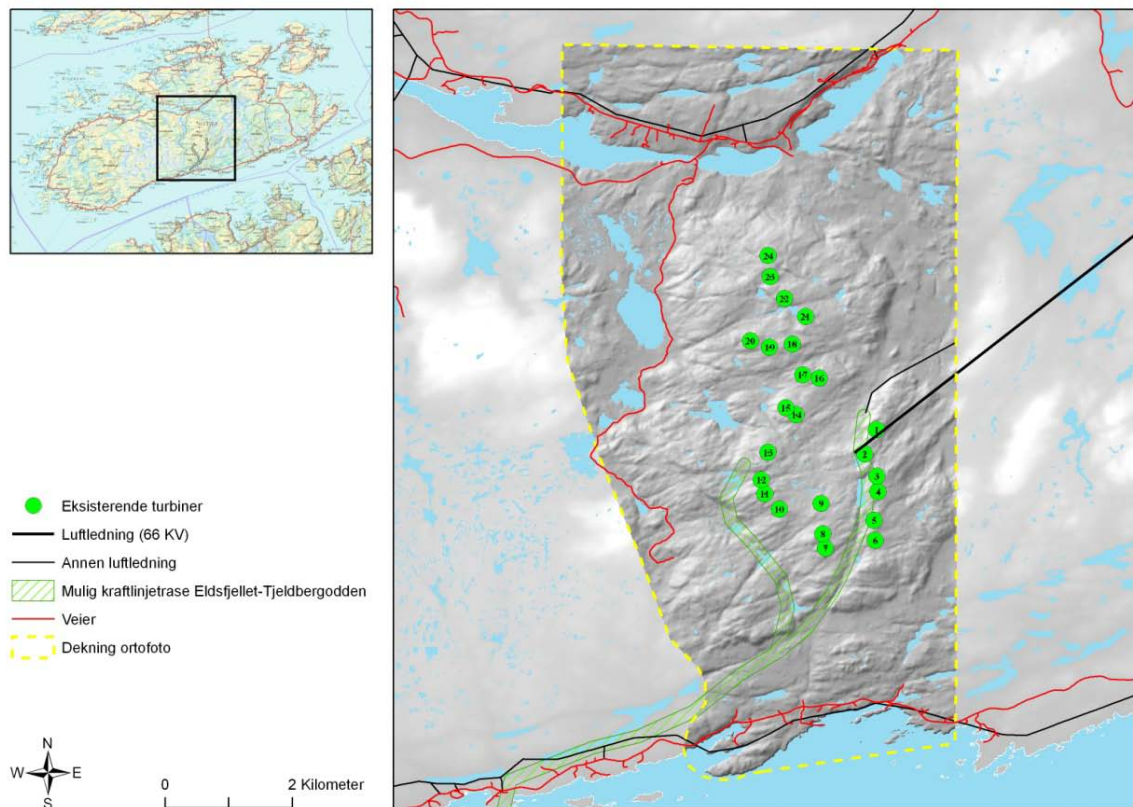 24
23
22
21
20
19
18
17
16
15
14
1
13
2
3
12
4
11
9
10
5
8
6
7
Eksisterende turbiner
Luftledning (66 KV)
Annen luftledning
Mulig kraftlinjetrase Eldsfjellet-Tjeldbergodden
Veier
Dekning ortofoto
N
W E
S
0 2 Kilometer